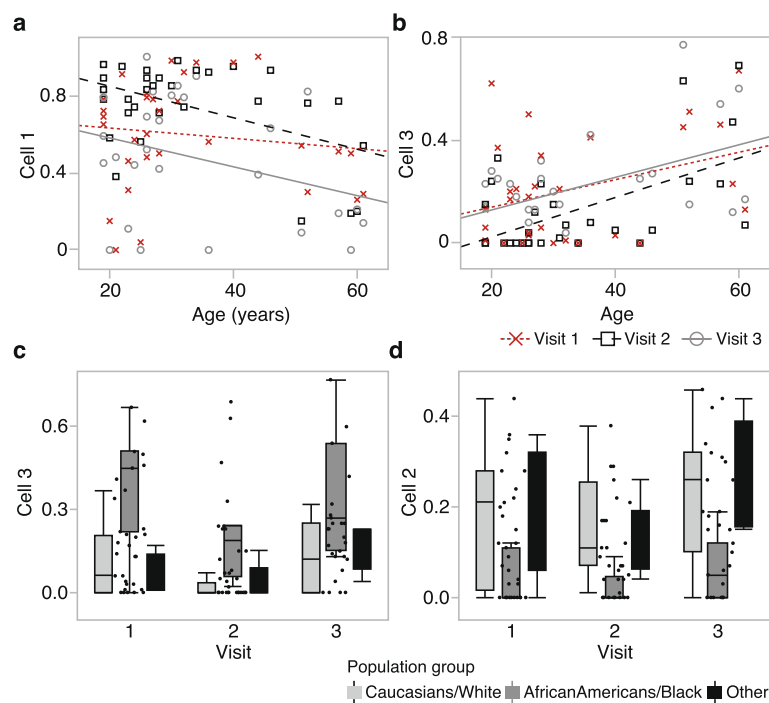 a
b
Cell 1
0.8
0.4
0
20
40
60
Age (years)
Cell 3
0.8
0.4
0
20
40
60
Age
Visit 1
Visit 2
Visit 3
c
d
Cell 3
0.6
0.3
0.0
1
2
3
Visit
Cell 2
0.4
0.2
0.0
1
2
3
Visit
Population group
Caucasians/White
AfricanAmericans/Black
Other